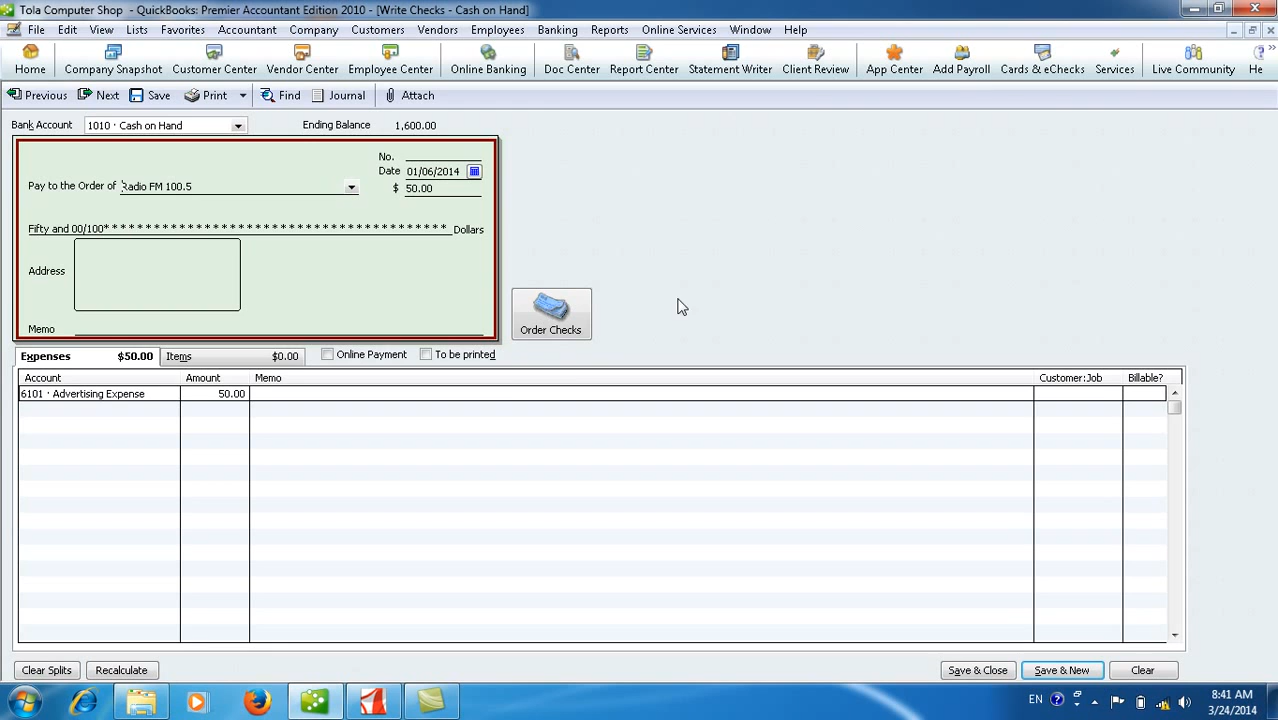 Tola Computer Shop - QuickBooks: Premier Accountant Edition 2010 - [Write Checks - Cash on Hand]
File Edit View Lists Favorites Accountant Company Customers Vendors Employees Banking Reports Online Services Window Help
Home Company Snapshot Customer Center Vendor Center Employee Center Online Banking Doc Center Report Center Statement Writer Client Review App Center Add Payroll Cards & eChecks Services Live Community He
Previous Next Save Print Find Journal Attach
Bank Account 1010 · Cash on Hand Ending Balance 1,600.00
No.
Date 01/06/2014
Pay to the Order of Radio FM 100.5 $ 50.00
Fifty and 00/100* * * * * * * * * * * * * * * * * * * * * * * * * * * * * * * * * * * * * * Dollars
Address
Order Checks
Memo
Expenses $50.00 Items $0.00 Online Payment To be printed
Account Amount Memo Customer:Job Billable?
6101 · Advertising Expense 50.00
Clear Splits Recalculate Save & Close Save & New Clear
EN 8:41 AM
3/24/2014